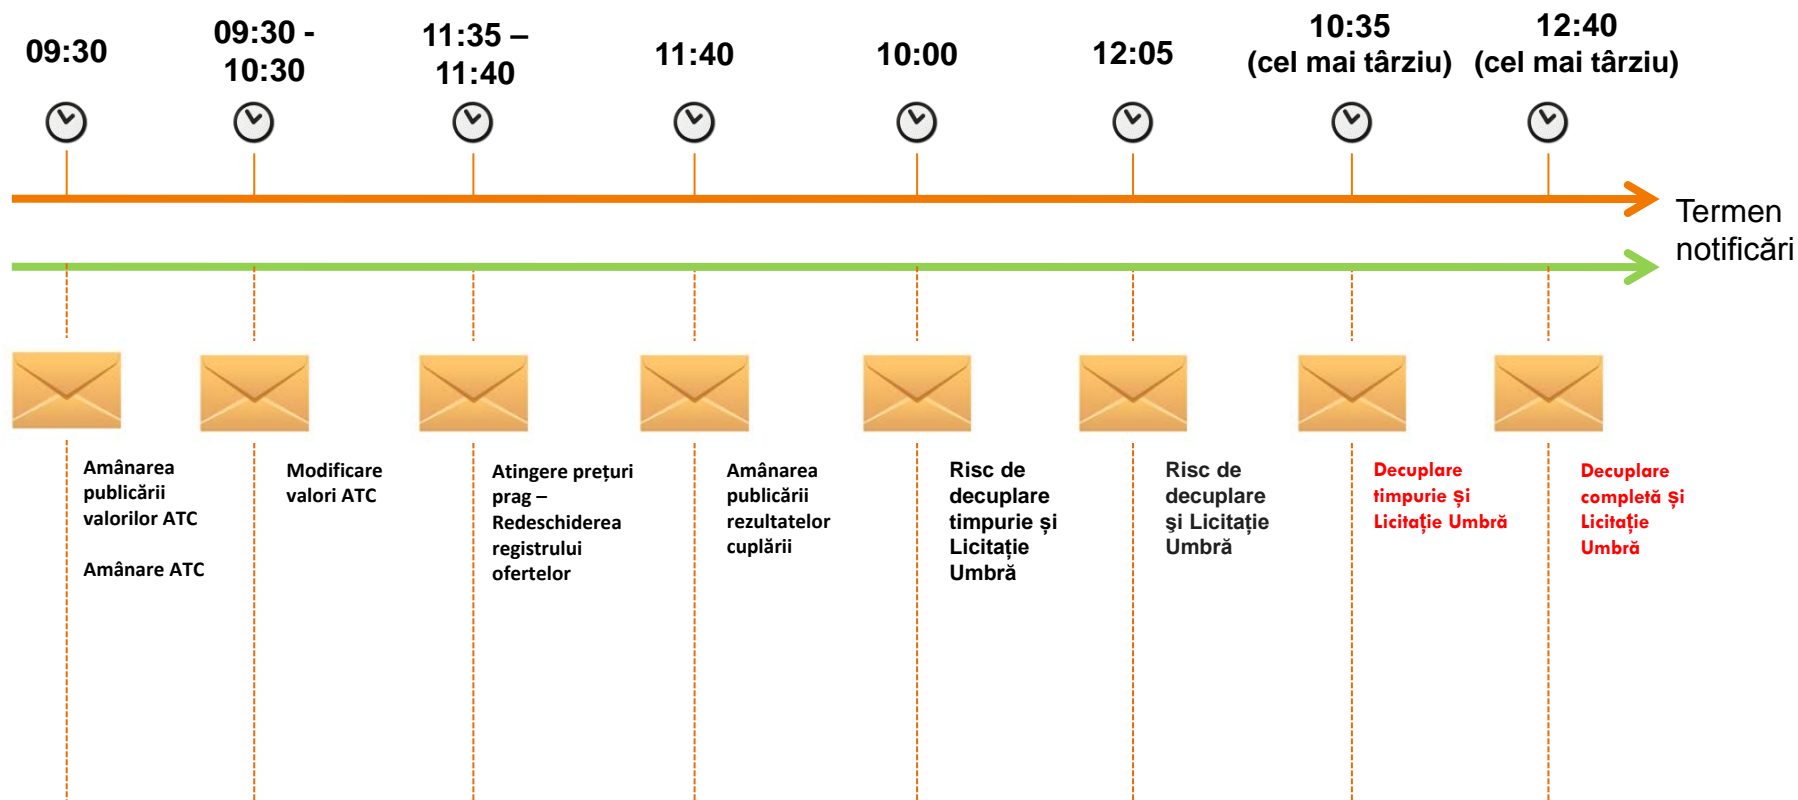 09:30
09:30 -
10:30
11:35 –
11:40
11:40
10:00
12:05
10:35
(cel mai târziu)
12:40
(cel mai târziu)
Termen
notificări
Amânarea
publicării
valorilor ATC
Amânare ATC
Modificare
valori ATC
Atingere prețuri
prag –
Redeschiderea
registrului
ofertelor
Amânarea
publicării
rezultatelor
cuplării
Risc de
decuplare
timpurie și
Licitație
Umbră
Risc de
decuplare
şi Licitație
Umbră
Decuplare
timpurie și
Licitație Umbră
Decuplare
completă și
Licitație
Umbră